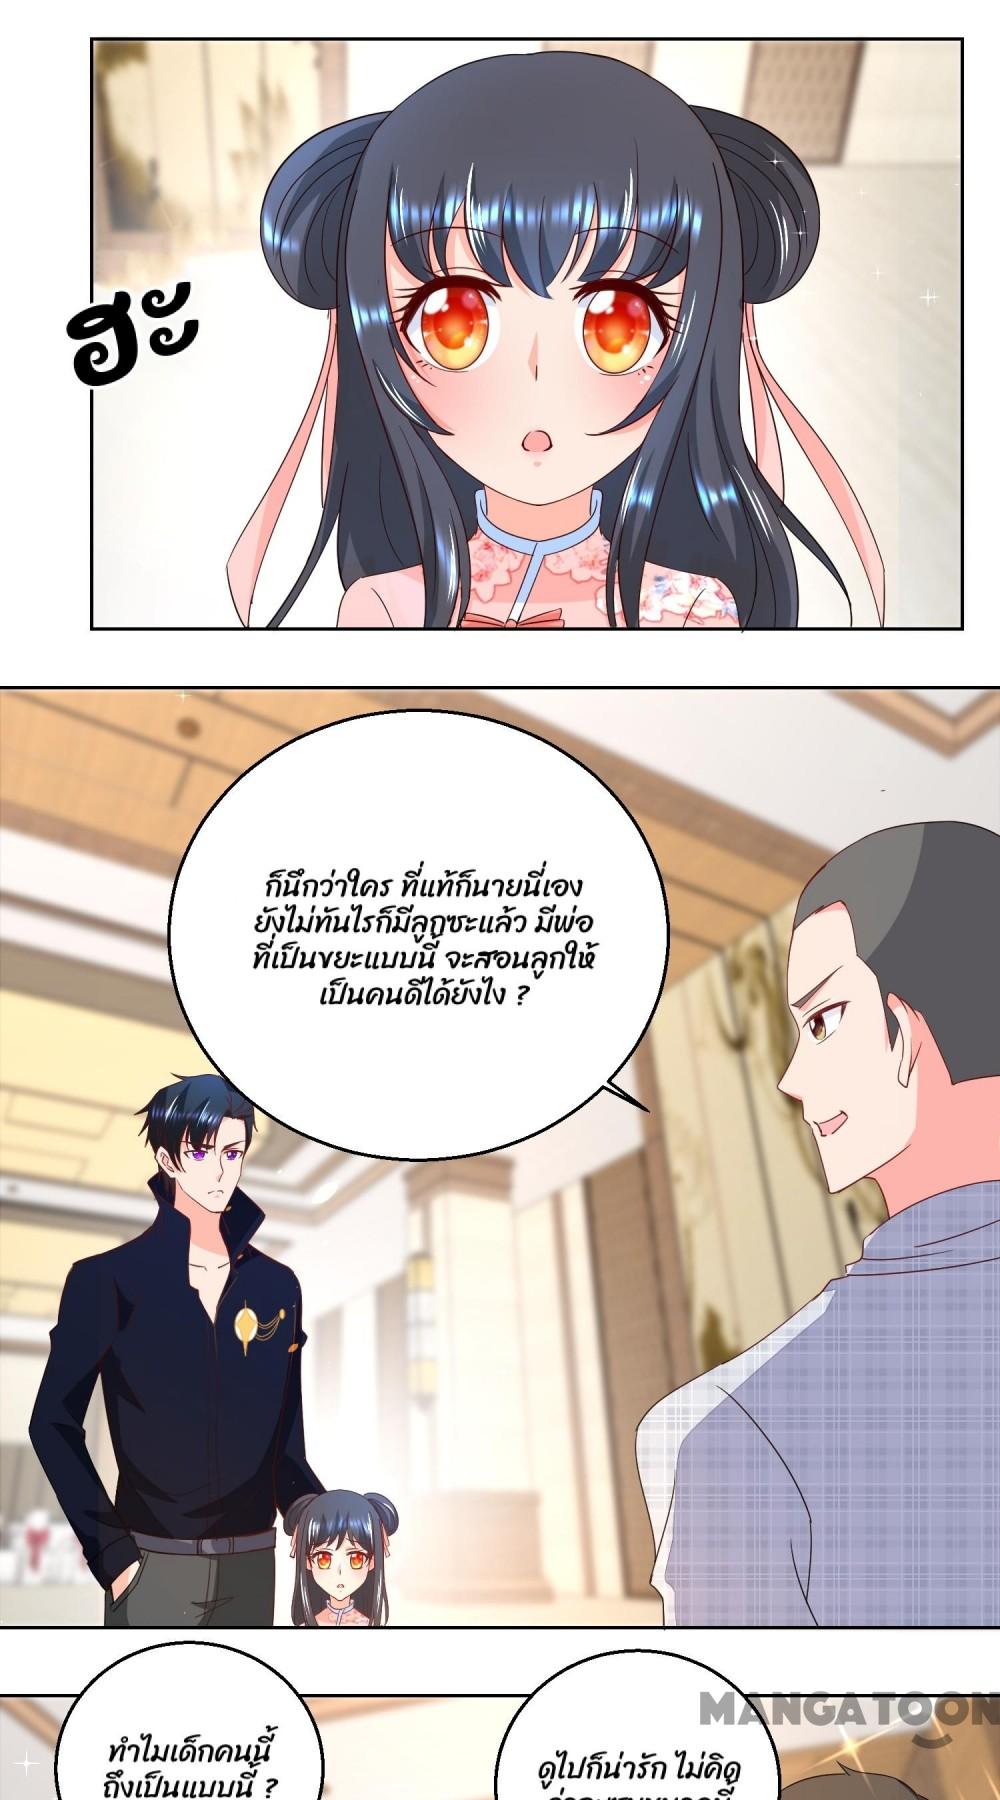 ฮะ
ก็นึกว่าใคร ที่แท้ก็นายนี่เอง
ยังไม่ทันไรก็มีลูกซะแล้ว มีพ่อ
ที่เป็นขยะแบบนี้ จะสอนลูกให้
เป็นคนดีได้ยังไง ?
MANGATOON
ทำไมเด็กคนนี้
ถึงเป็นแบบนี้ ?
ดูไปก็น่ารัก ไม่คิด